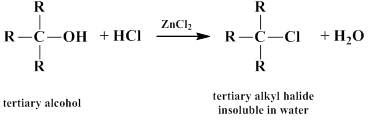 R R
R—C—OH + HCl ZnCl2 R—C—Cl + H2O
R R
tertiary alcohol tertiary alkyl halide
insoluble in water